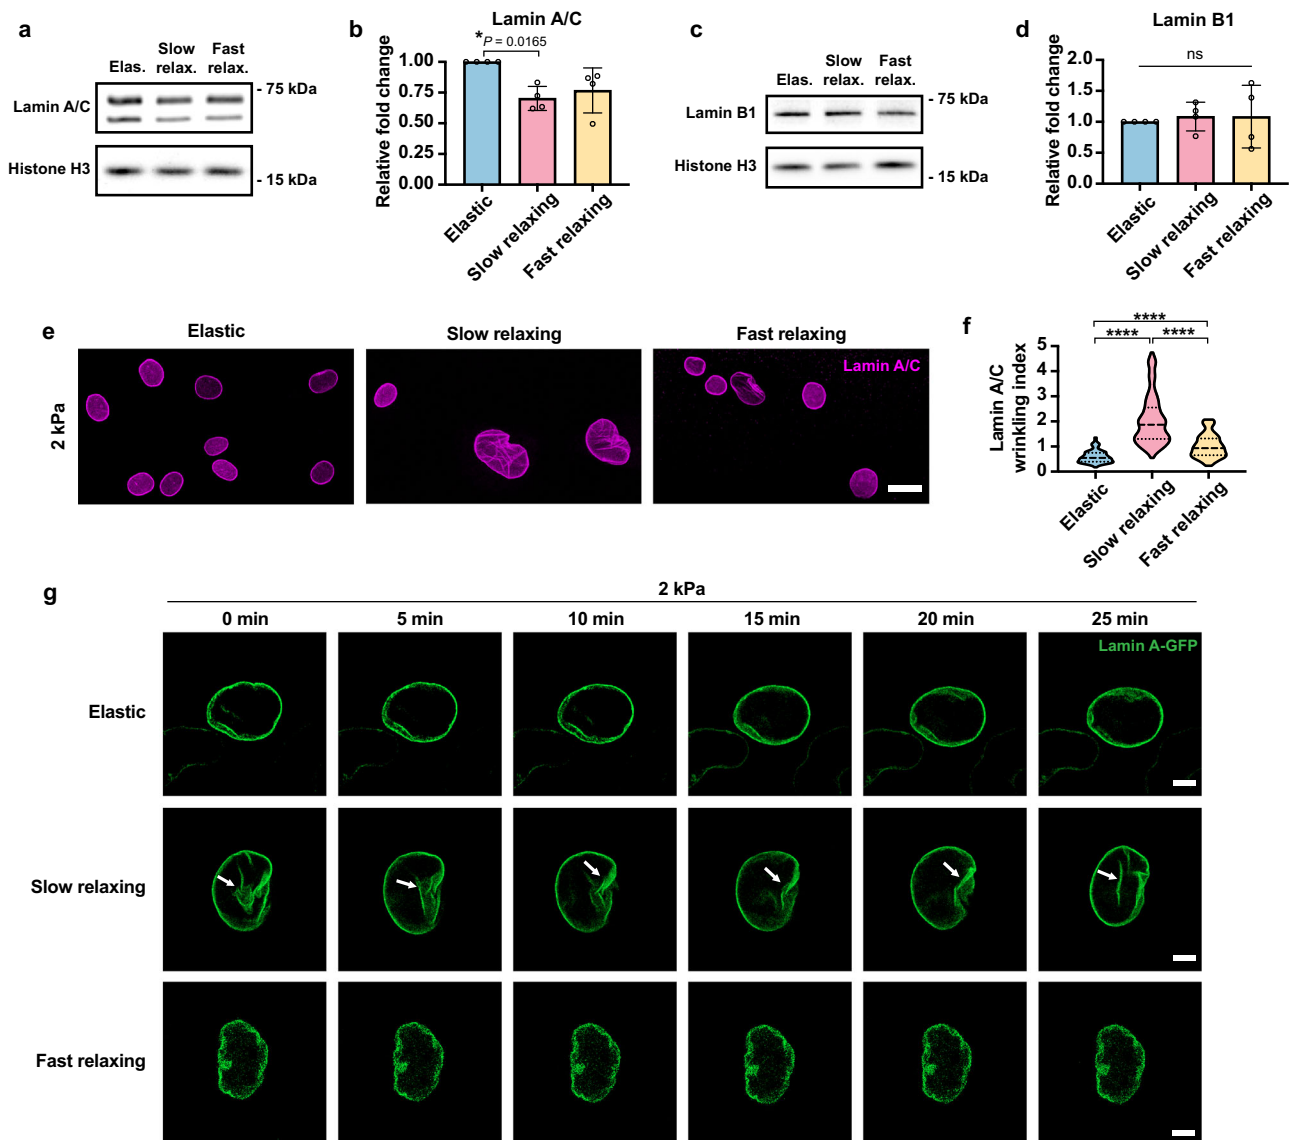 a
Elas.
Slow
relax.
Fast
relax.
Lamin A/C
- 75 kDa
Histone H3
- 15 kDa
b
Lamin A/C
*
P = 0.0165
Relative fold change
1.00
0.75
0.50
0.25
0.00
Elastic
Slow relaxing
Fast relaxing
c
Elas.
Slow
relax.
Fast
relax.
Lamin B1
- 75 kDa
Histone H3
- 15 kDa
d
Lamin B1
ns
Relative fold change
2.0
1.5
1.0
0.5
0.0
Elastic
Slow relaxing
Fast relaxing
e
Elastic
Slow relaxing
Fast relaxing
2 kPa
Lamin A/C
f
****
**** ****
Lamin A/C
wrinkling index
5
4
3
2
1
0
Elastic
Slow relaxing
Fast relaxing
g
2 kPa
0 min 5 min 10 min 15 min 20 min 25 min
Lamin A-GFP
Elastic
Slow relaxing
Fast relaxing